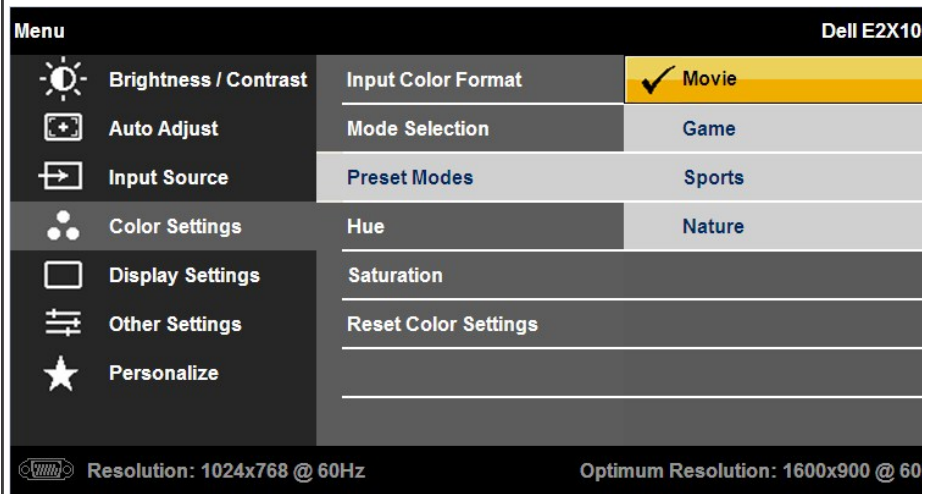 Menu Dell E2X10
Brightness / Contrast Input Color Format Movie
Auto Adjust Mode Selection Game
Input Source Preset Modes Sports
Color Settings Hue Nature
Display Settings Saturation
Other Settings Reset Color Settings
Personalize
Resolution: 1024x768 @ 60Hz Optimum Resolution: 1600x900 @ 60